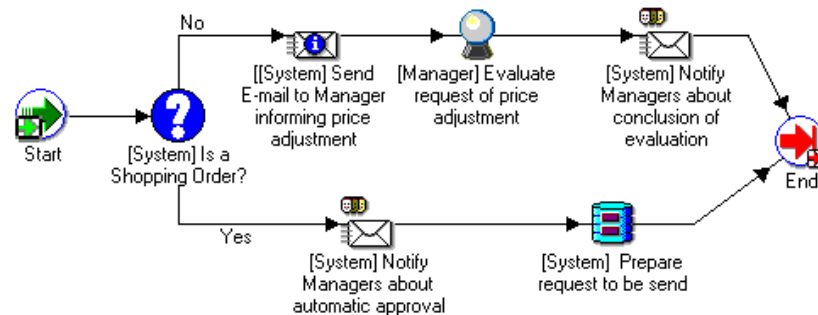 No
[[System] Send
E-mail to Manager
informing price
adjustment
[Manager] Evaluate
request of price
adjustment
[System] Notify
Managers about
conclusion of
evaluation
Start
[System] Is a
Shopping Order?
End
Yes
[System] Notify
Managers about
automatic approval
[System] Prepare
request to be send